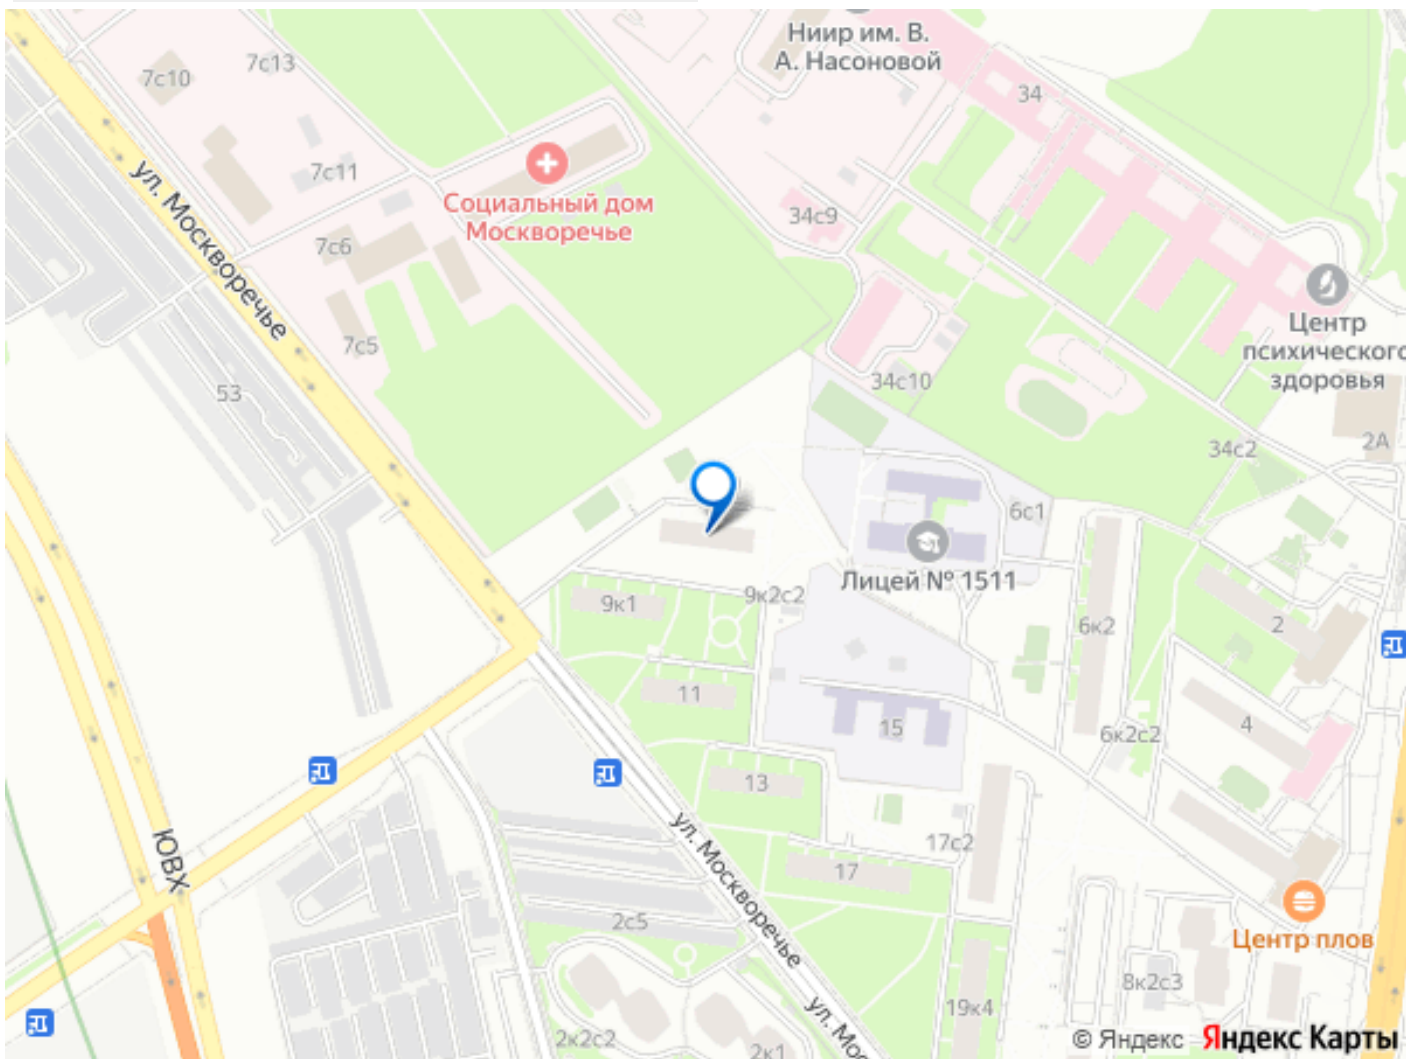 Ниир им. В.
А. Насоновой
7с13
7с10
34
7с11
ул. Москворечье
Социальный дом
Москворечье
34с9
7с6
Центр
психического
здоровья
7с5
34с10
53
2А
34с2
6с1
Лицей № 1511
9к1
9к2с2
6к2
2
11
15
4
6к2с2
13
ЮВХ
ул. Москворечье
17с2
17
2с5
Центр плов
8к2с3
19к4
ул. Мос
2к2с2
2к1
© Яндекс Яндекс Карты